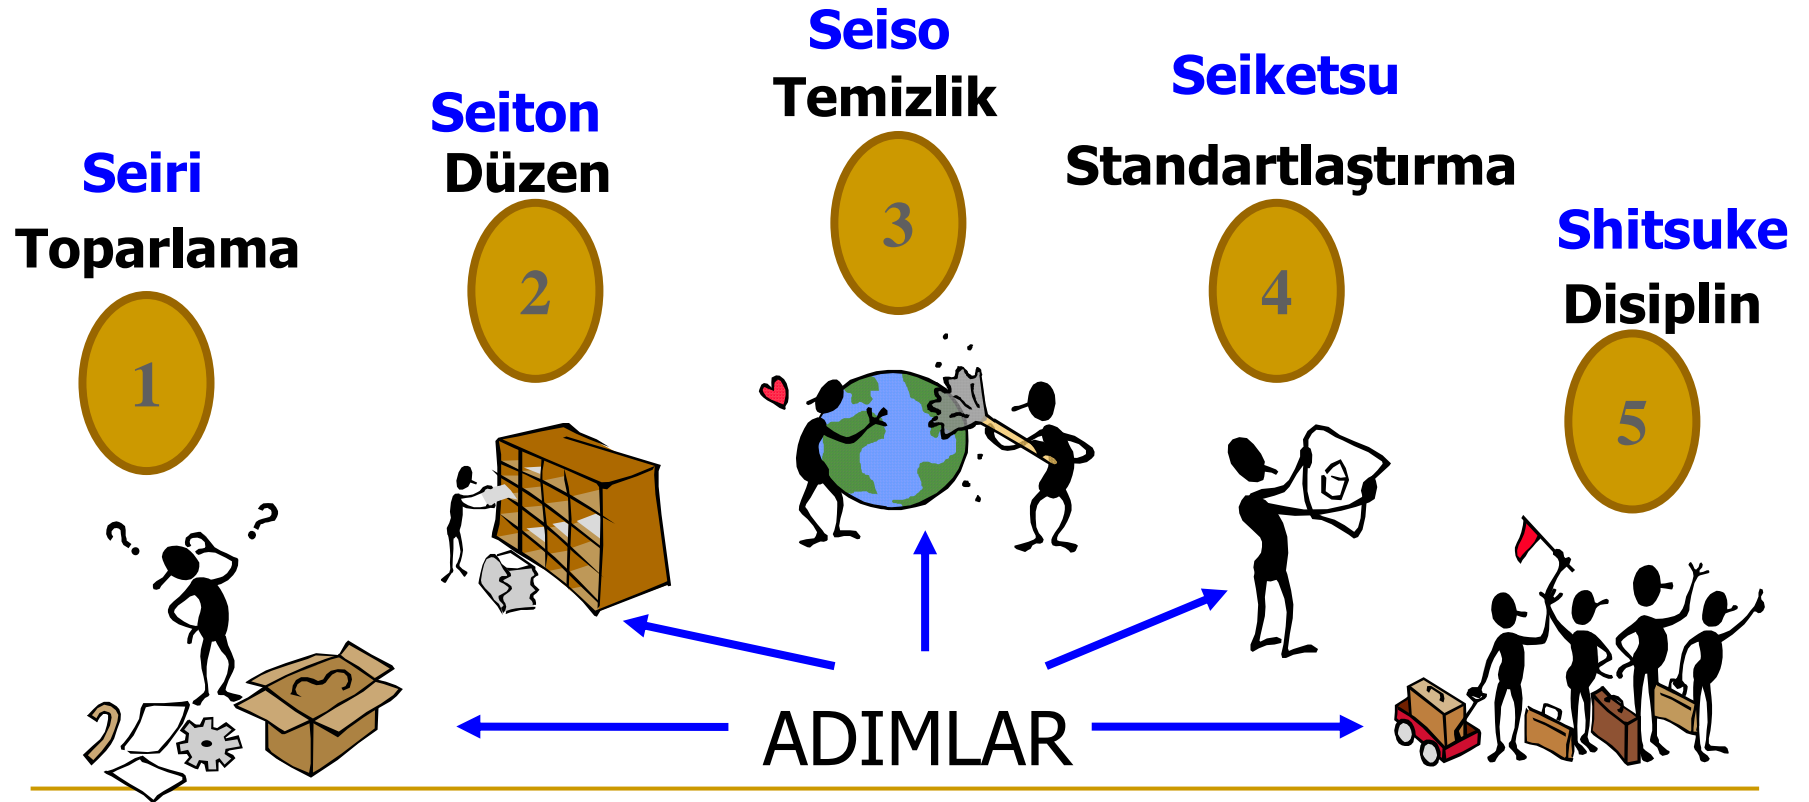 Seiri
Toparlama
1
Seiton
Düzen
2
Seiso
Temizlik
3
Seiketsu
Standartlaştırma
4
Shitsuke
Disiplin
5
? ?
ADIMLAR